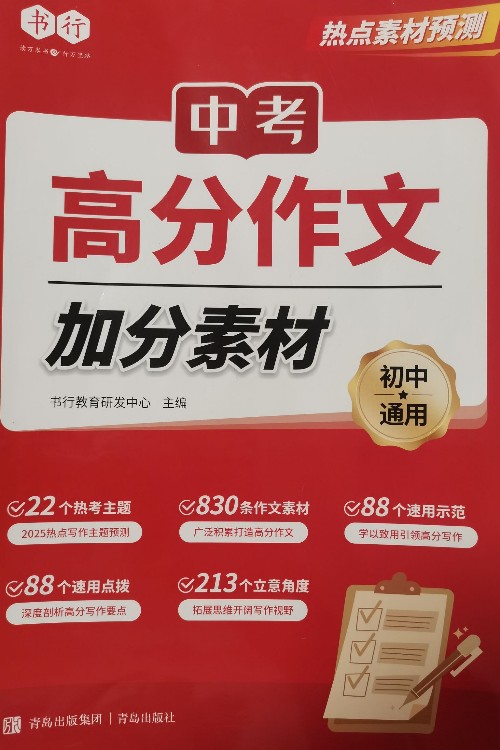 书行
热点素材预测
中考
高分作文
加分素材
书行教育研发中心 主编
初中
通用
22个热考主题
2025热点写作主题预测
830条作文素材
广泛积累打造高分作文
88个速用示范
学以致用引领高分写作
88个速用点拨
深度剖析高分写作要点
213个立意角度
拓展思维开阔写作视野
青岛出版集团 | 青岛出版社